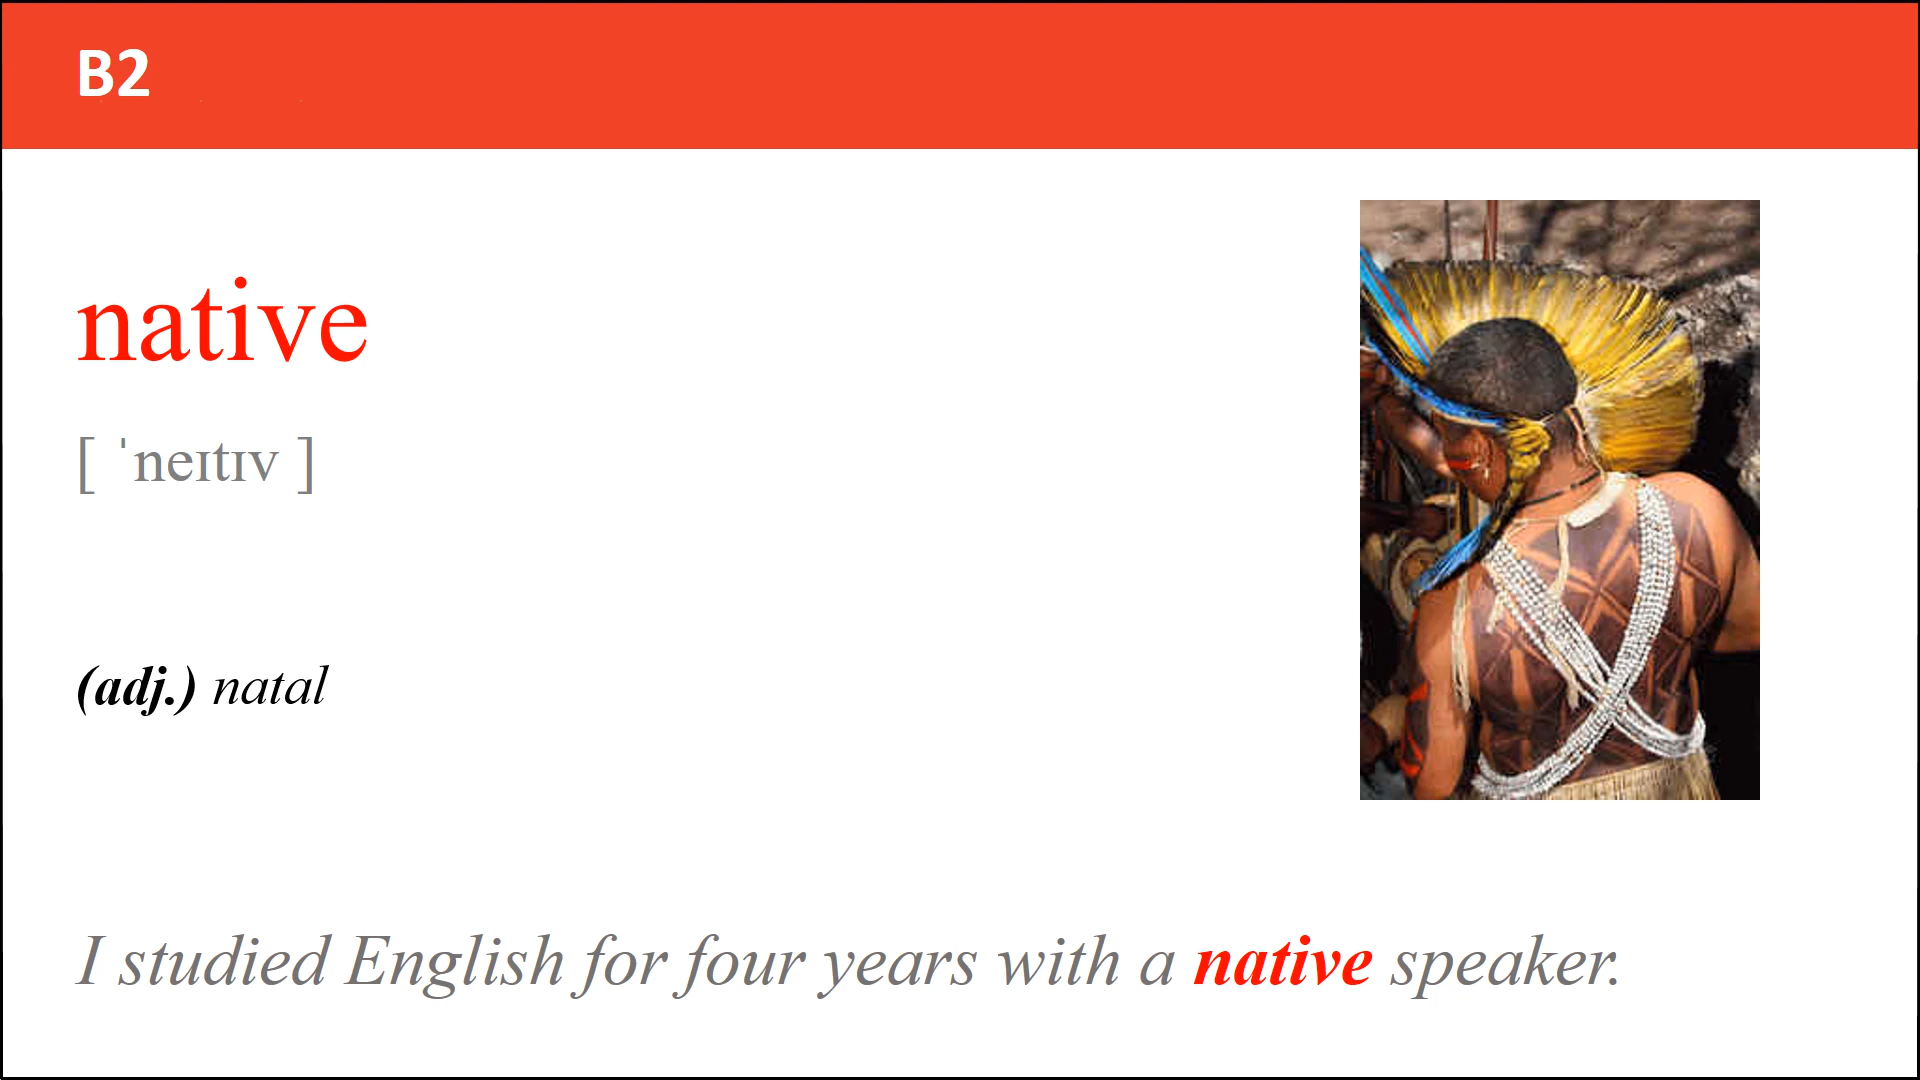 B2
native
[ ˈneɪtɪv ]
(adj.) natal
I studied English for four years with a native speaker.